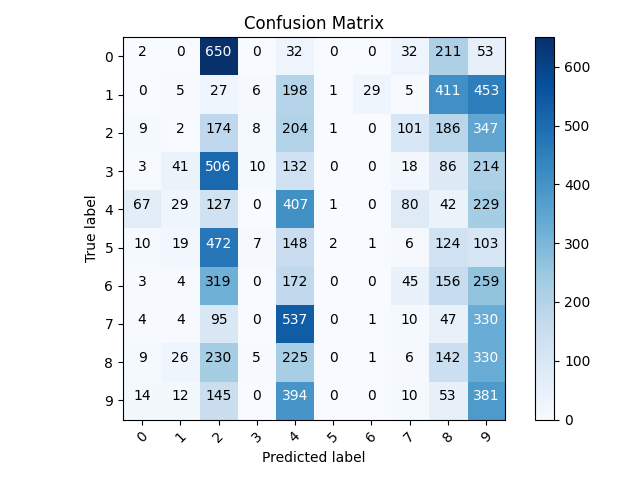 Confusion Matrix
0 2 0 650 0 32 0 0 32 211 53
1 0 5 27 6 198 1 29 5 411 453
2 9 2 174 8 204 1 0 101 186 347
3 3 41 506 10 132 0 0 18 86 214
4 67 29 127 0 407 1 0 80 42 229
5 10 19 472 7 148 2 1 6 124 103
6 3 4 319 0 172 0 0 45 156 259
7 4 4 95 0 537 0 1 10 47 330
8 9 26 230 5 225 0 1 6 142 330
9 14 12 145 0 394 0 0 10 53 381
0 1 2 3 4 5 6 7 8 9
Predicted label
True label
600
500
400
300
200
100
0